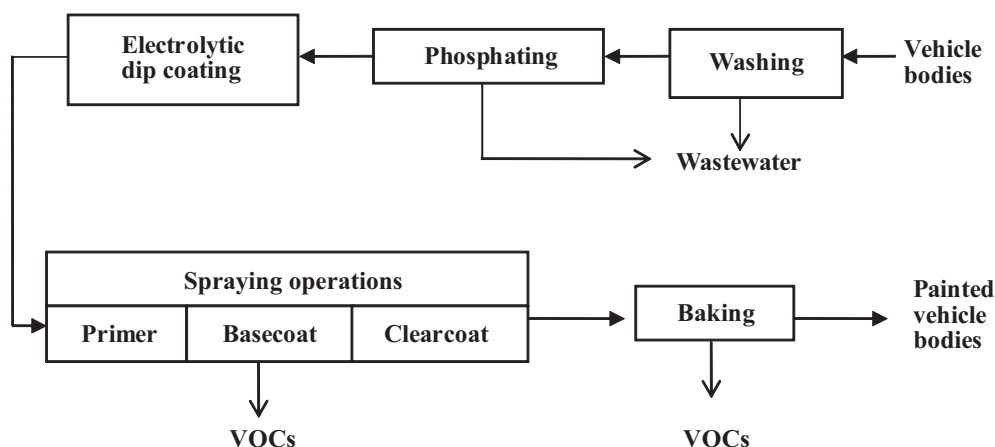 Electrolytic
dip coating
Phosphating
Washing
Vehicle
bodies
Wastewater
Spraying operations
Primer
Basecoat
Clearcoat
Baking
Painted
vehicle
bodies
VOCs
VOCs